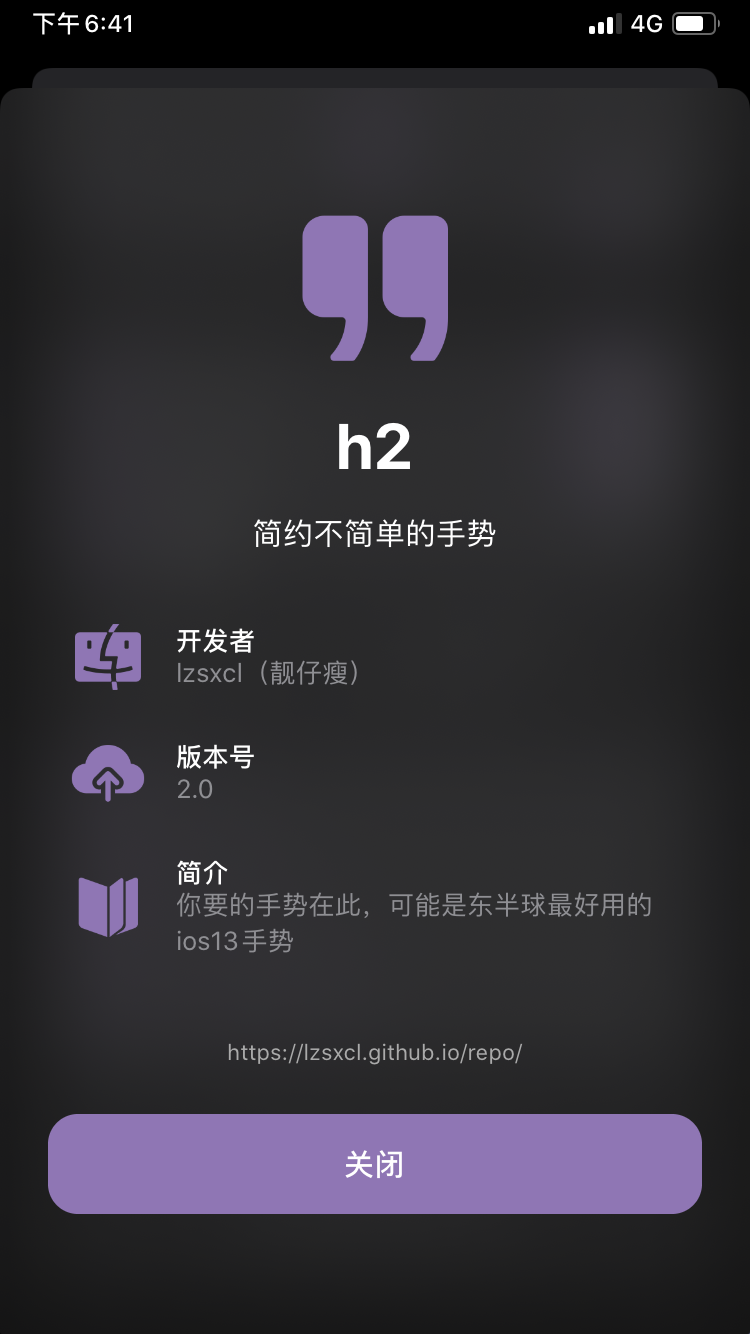 下午6:41
4G
h2
简约不简单的手势
开发者
lzsxcl（靓仔瘦）
版本号
2.0
简介
你要的手势在此，可能是东半球最好用的
ios13手势
https://lzsxcl.github.io/repo/
关闭